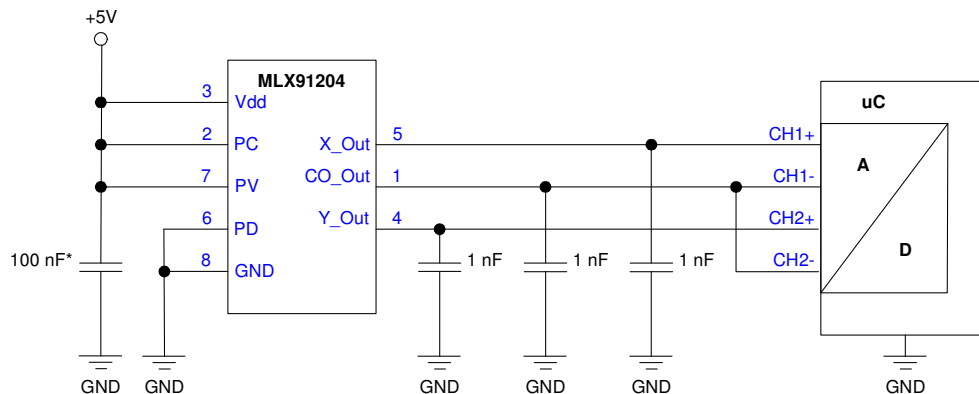 +5V
MLX91204
uC
3
Vdd
2
PC
X_Out
5
CH1+
A
7
PV
CO_Out
1
CH1-
6
PD
Y_Out
4
CH2+
D
100 nF*
8
GND
1 nF
1 nF
1 nF
CH2-
GND
GND
GND
GND
GND
GND